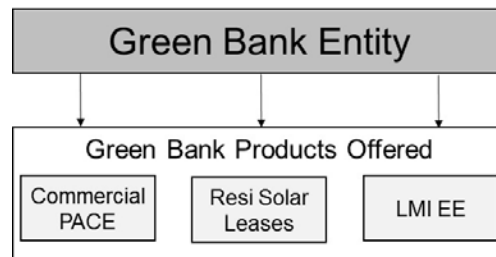 Green Bank Entity
Green Bank Products Offered
Commercial
PACE
Resi Solar
Leases
LMI EE